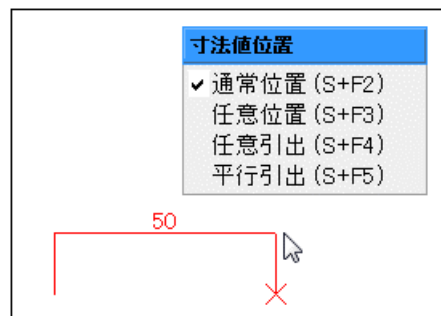 寸法値位置
✓ 通常位置(S+F2)
任意位置(S+F3)
任意引出(S+F4)
平行引出(S+F5)
50